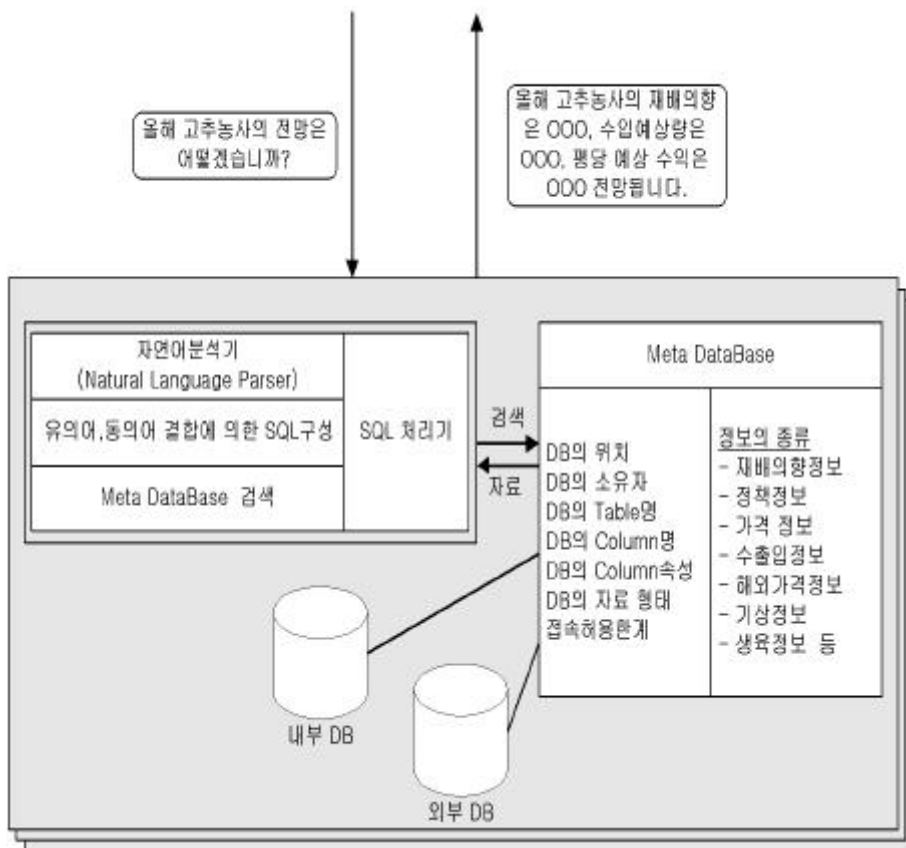 올해 고추농사의 전망은
어떻겠습니까?
올해 고추농사의 재배의향
은 OOO, 수입예상량은
OOO, 평당 예상 수익은
OOO 전망됩니다.
자연어분석기
(Natural Language Parser)
유의어,동의어 결합에 의한 SQL구성
Meta DataBase 검색
SQL 처리기
검색
자료
Meta DataBase
DB의 위치
DB의 소유자
DB의 Table명
DB의 Column명
DB의 Column속성
DB의 자료 형태
접속허용한계
정보의 종류
- 재배의향정보
- 정책정보
- 가격 정보
- 수출입정보
- 해외가격정보
- 기상정보
- 생육정보 등
내부 DB
외부 DB